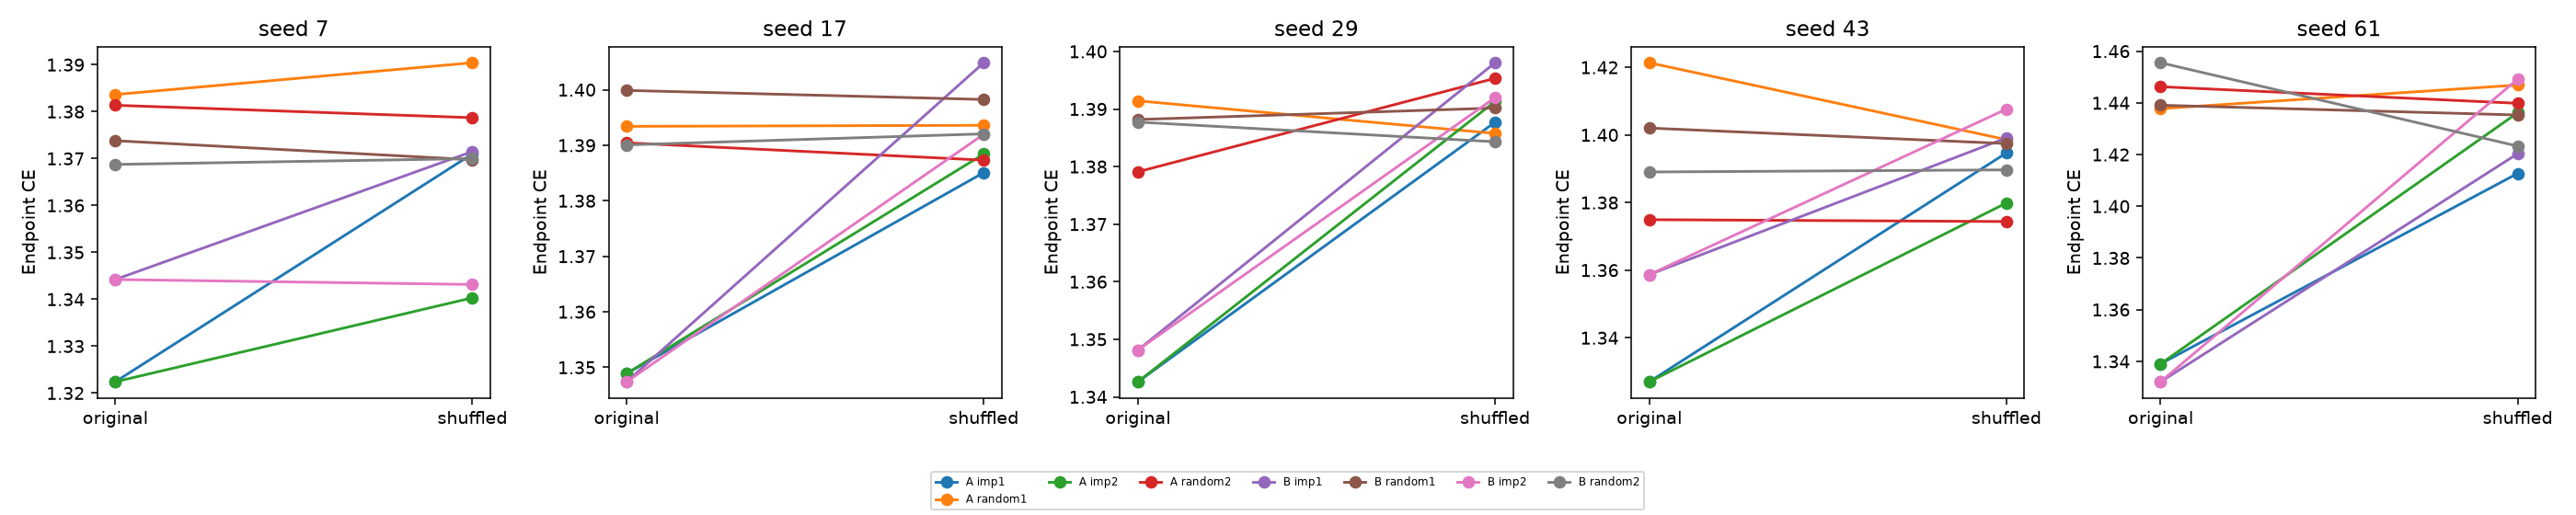 seed 7
seed 17
seed 29
seed 43
seed 61
Endpoint CE
1.39
1.38
1.37
1.36
1.35
1.34
1.33
1.32
original
shuffled
Endpoint CE
1.40
1.39
1.38
1.37
1.36
1.35
original
shuffled
Endpoint CE
1.40
1.39
1.38
1.37
1.36
1.35
1.34
original
shuffled
Endpoint CE
1.42
1.40
1.38
1.36
1.34
original
shuffled
Endpoint CE
1.46
1.44
1.42
1.40
1.38
1.36
1.34
original
shuffled
A imp1
A random1
A imp2
A random2
B imp1
B random1
B imp2
B random2